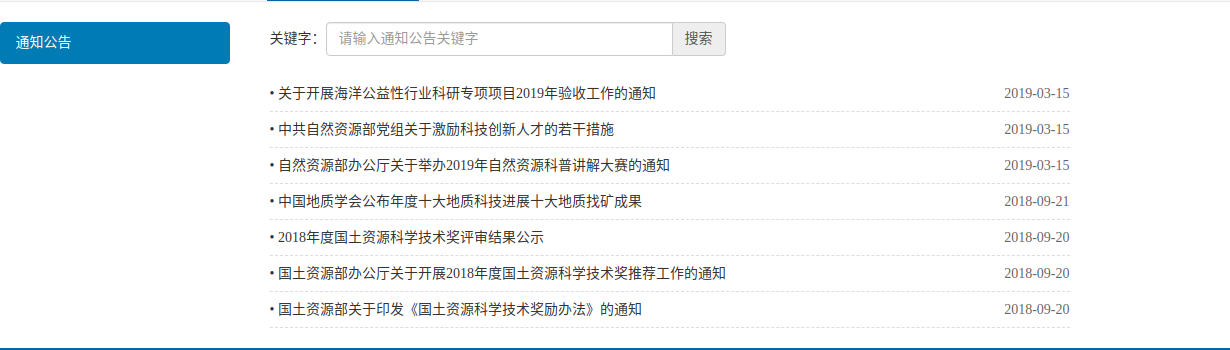 通知公告
关键字： 请输入通知公告关键字 搜索
• 关于开展海洋公益性行业科研专项项目2019年验收工作的通知 2019-03-15
• 中共自然资源部党组关于激励科技创新人才的若干措施 2019-03-15
• 自然资源部办公厅关于举办2019年自然资源科普讲解大赛的通知 2019-03-15
• 中国地质学会公布年度十大地质科技进展十大地质找矿成果 2018-09-21
• 2018年度国土资源科学技术奖评审结果公示 2018-09-20
• 国土资源部办公厅关于开展2018年度国土资源科学技术奖推荐工作的通知 2018-09-20
• 国土资源部关于印发《国土资源科学技术奖励办法》的通知 2018-09-20